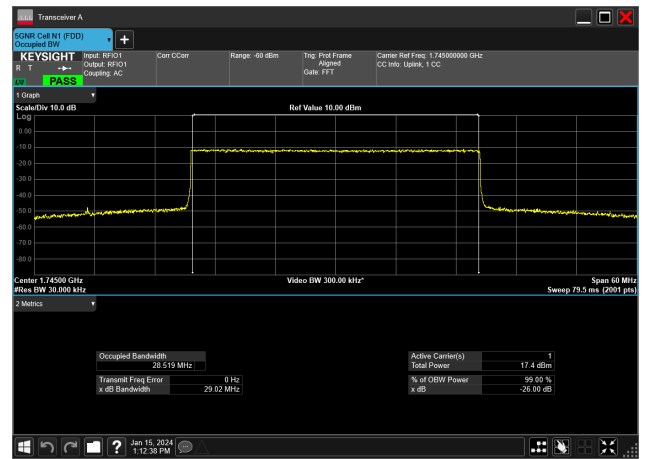 Transceiver A
5GNR Cell N1 (FDD)
Occupied BW
KEYSIGHT
R T
LW PASS
Input: RFIO1
Output: RFIO1
Coupling: AC
Corr CCorr
Range: -60 dBm
Trig: Prot Frame
Aligned
Gate: FFT
Carrier Ref Freq: 1.745000000 GHz
CC Info: Uplink, 1 CC
1 Graph
Scale/Div 10.0 dB
Ref Value 10.00 dBm
Log
0.00
-10.0
-20.0
-30.0
-40.0
-50.0
-60.0
-70.0
-80.0
Center 1.74500 GHz
Video BW 300.00 kHz*
Span 60 MHz
#Res BW 30.000 kHz
Sweep 79.5 ms (2001 pts)
2 Metrics
Occupied Bandwidth
28.519 MHz
Active Carrier(s) 1
Total Power 17.4 dBm
Transmit Freq Error 0 Hz
x dB Bandwidth 29.02 MHz
% of OBW Power 99.00 %
x dB -26.00 dB
?
Jan 15, 2024
1:12:38 PM